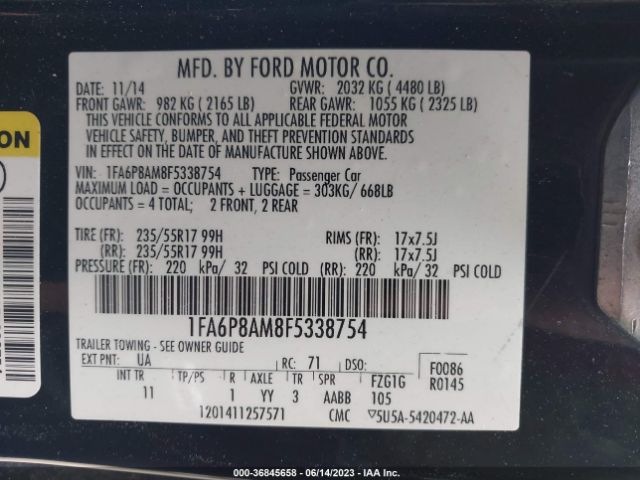 MFD. BY FORD MOTOR CO.
DATE: 11/14 GVWR: 2032 KG ( 4480 LB)
FRONT GAWR: 982 KG ( 2165 LB) REAR GAWR: 1055 KG ( 2325 LB)
THIS VEHICLE CONFORMS TO ALL APPLICABLE FEDERAL MOTOR
VEHICLE SAFETY, BUMPER, AND THEFT PREVENTION STANDARDS
IN EFFECT ON THE DATE OF MANUFACTURE SHOWN ABOVE.
VIN: 1FA6P8AM8F5338754 TYPE: Passenger Car
MAXIMUM LOAD = OCCUPANTS + LUGGAGE = 303KG/ 668LB
OCCUPANTS = 4 TOTAL; 2 FRONT, 2 REAR
TIRE (FR): 235/55R17 99H RIMS (FR): 17x7.5J
(RR): 235/55R17 99H (RR): 17x7.5J
PRESSURE (FR): 220 kPa/ 32 PSI COLD (RR): 220 kPa/ 32 PSI COLD
1FA6P8AM8F5338754
TRAILER TOWING - SEE OWNER GUIDE
EXT PNT: UA RC: 71 DSO: F0086
R0145
INT TR TP/PS R AXLE TR SPR FZG1G
11 1 YY 3 AABB 105
1201411257571 CMC 5U5A-5420472-AA
ON
© 36845658 - 06/14/2023 - IAA Inc.